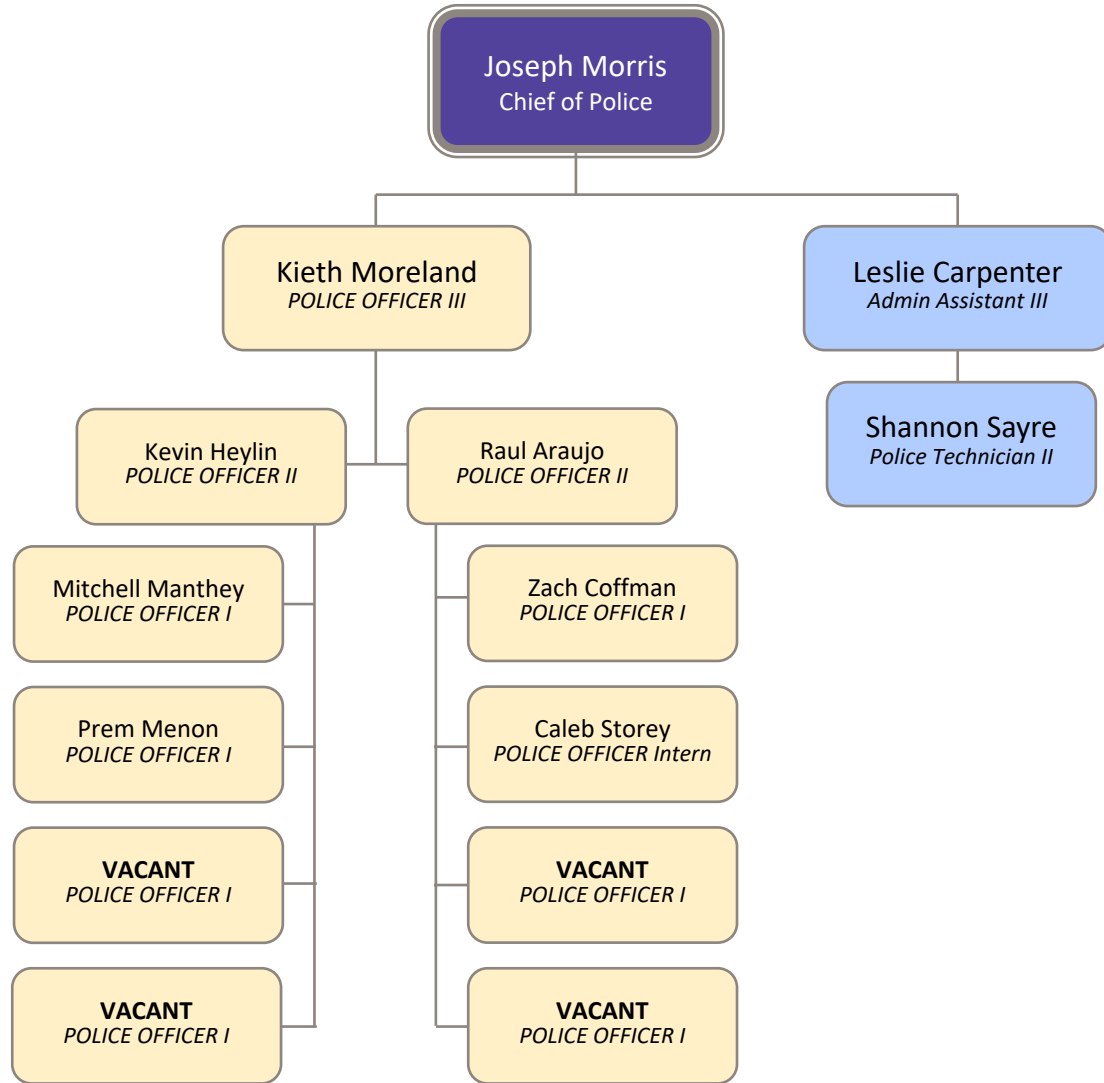 Joseph Morris
Chief of Police
Kieth Moreland
POLICE OFFICER III
Leslie Carpenter
Admin Assistant III
Kevin Heylin
POLICE OFFICER II
Raul Araujo
POLICE OFFICER II
Shannon Sayre
Police Technician II
Mitchell Manthey
POLICE OFFICER I
Zach Coffman
POLICE OFFICER I
Prem Menon
POLICE OFFICER I
Caleb Storey
POLICE OFFICER Intern
VACANT
POLICE OFFICER I
VACANT
POLICE OFFICER I
VACANT
POLICE OFFICER I
VACANT
POLICE OFFICER I